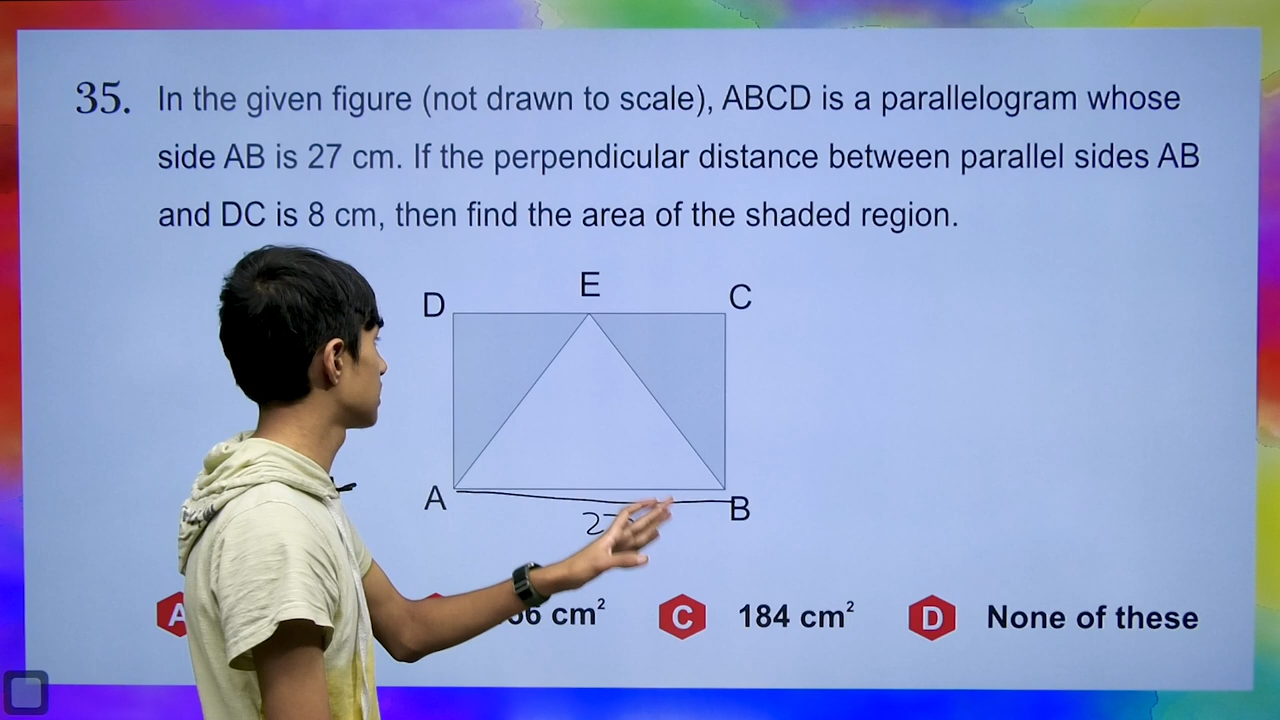 35. In the given figure (not drawn to scale), ABCD is a parallelogram whose
side AB is 27 cm. If the perpendicular distance between parallel sides AB
and DC is 8 cm, then find the area of the shaded region.
D E C
A B
A cm² C 184 cm² D None of these